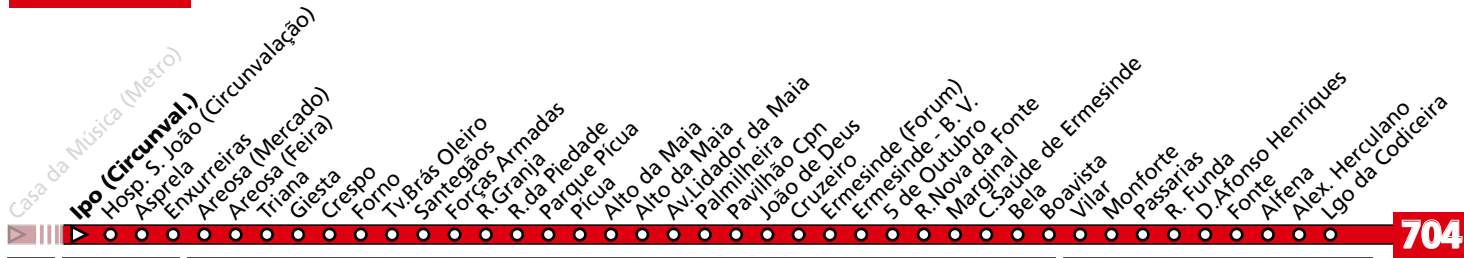 Casa da Música (Metro)
Ipo (Circunval.)
Hosp. S. João (Circunvalação)
Asprela
Enxurreiras
Areosa (Mercado)
Areosa (Feira)
Triana
Giesta
Crespo
Forno
Tv.Brás Oleiro
Santegãos
Forças Armadas
R.Granja
R.da Piedade
Parque Pícua
Pícua
Alto da Maia
Alto da Maia
Av.Lidador da Maia
Palmilheira
Pavilhão Cpn
João de Deus
Cruzeiro
Ermesinde (Forum)
Ermesinde - B. V.
5 de Outubro
R.Nova da Fonte
Marginal
C.Saúde de Ermesinde
Bela
Boavista
Vilar
Monforte
Passarias
R. Funda
D.Afonso Henriques
Fonte
Alfena
Alex. Herculano
Lgo da Codiceira
704